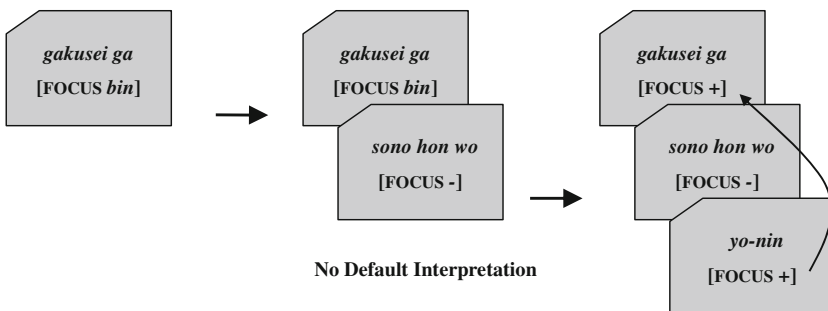 gakusei ga
[FOCUS bin]
gakusei ga
[FOCUS bin]
sono hon wo
[FOCUS -]
No Default Interpretation
gakusei ga
[FOCUS +]
sono hon wo
[FOCUS -]
yo-nin
[FOCUS +]